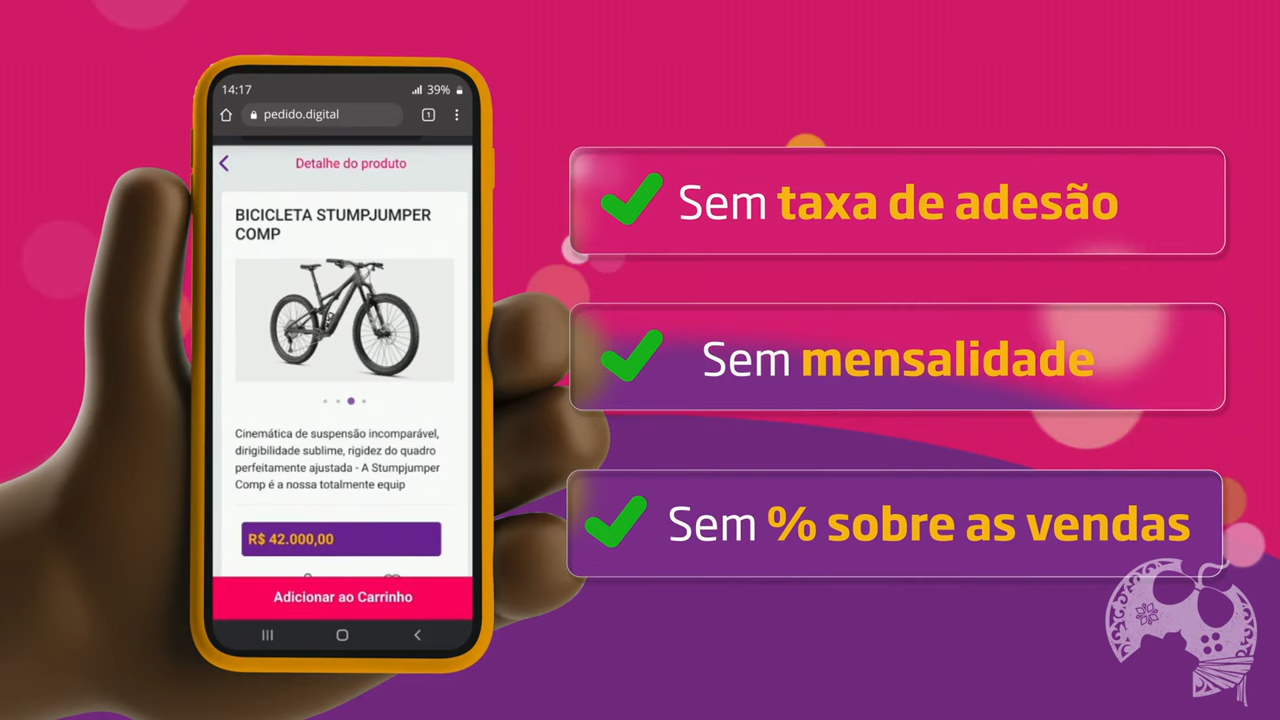 14:17
39%
pedido.digital
1
Detalhe do produto
BICICLETA STUMPJUMPER
COMP
Cinemática de suspensão incomparável,
dirigibilidade sublime, rigidez do quadro
perfeitamente ajustada - A Stumpjumper
Comp é a nossa totalmente equip
R$ 42.000,00
Adicionar ao Carrinho
Sem taxa de adesão
Sem mensalidade
Sem % sobre as vendas